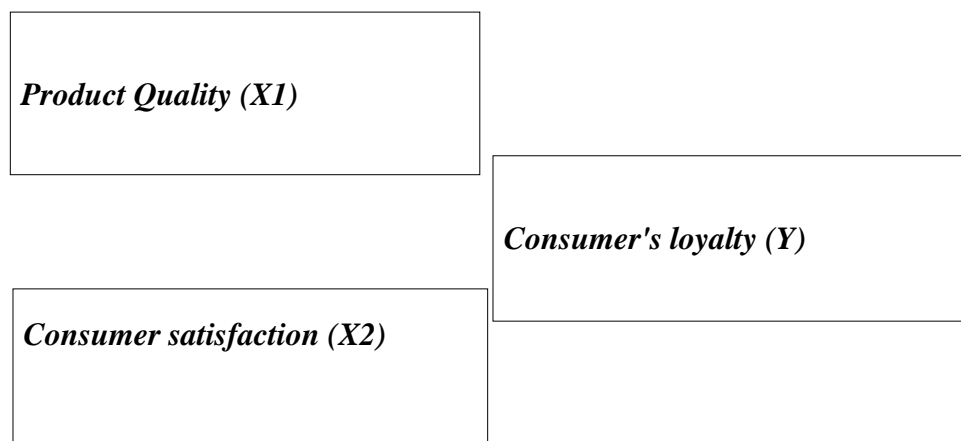 Product Quality (X1)
Consumer's loyalty (Y)
Consumer satisfaction (X2)